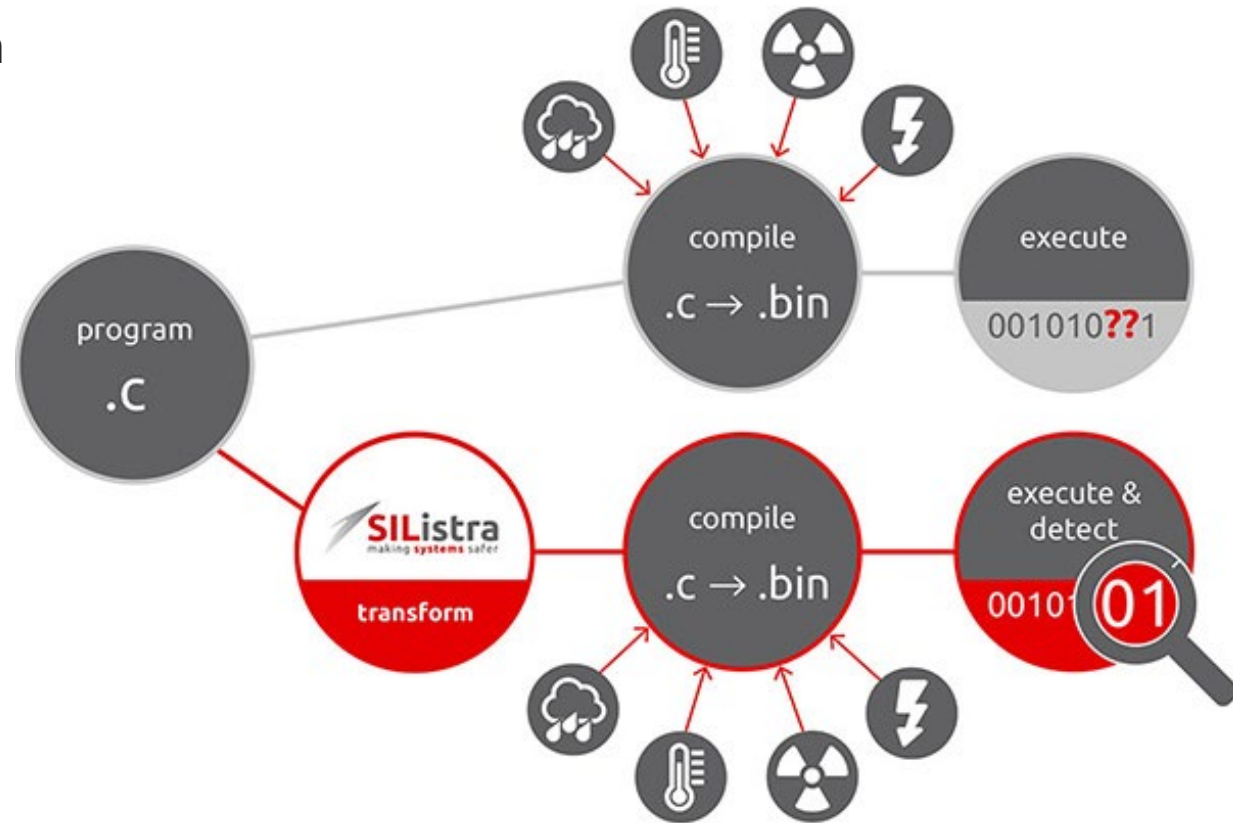 program
.c
compile
.c → .bin
execute
001010??1
SIListra
making systems safer
transform
compile
.c → .bin
execute &
detect
00101
01